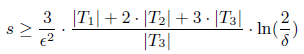 s ≥ 3/ϵ² · (|T₁| + 2 · |T₂| + 3 · |T₃|)/|T₃| · ln(2/δ)